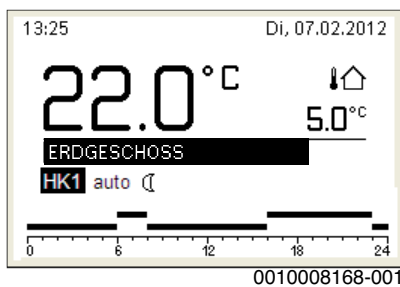 13:25 Di, 07.02.2012
22.0°C
5.0°C
ERDGESCHOSS
HK1 auto
0 6 12 18 24
0010008168-001